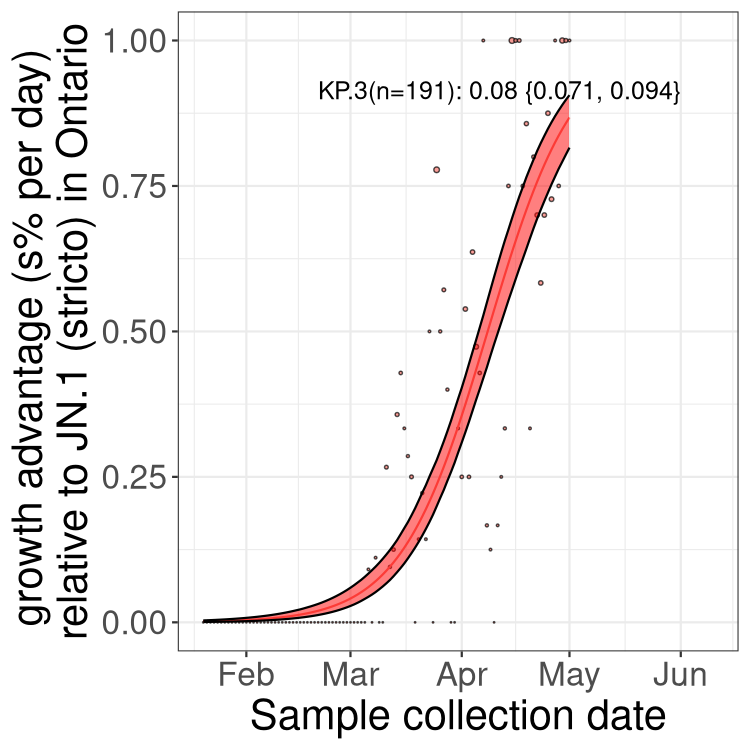 growth advantage (s% per day)
relative to JN.1 (stricto) in Ontario
1.00
0.75
0.50
0.25
0.00
KP.3(n=191): 0.08 {0.071, 0.094}
Feb Mar Apr May Jun
Sample collection date